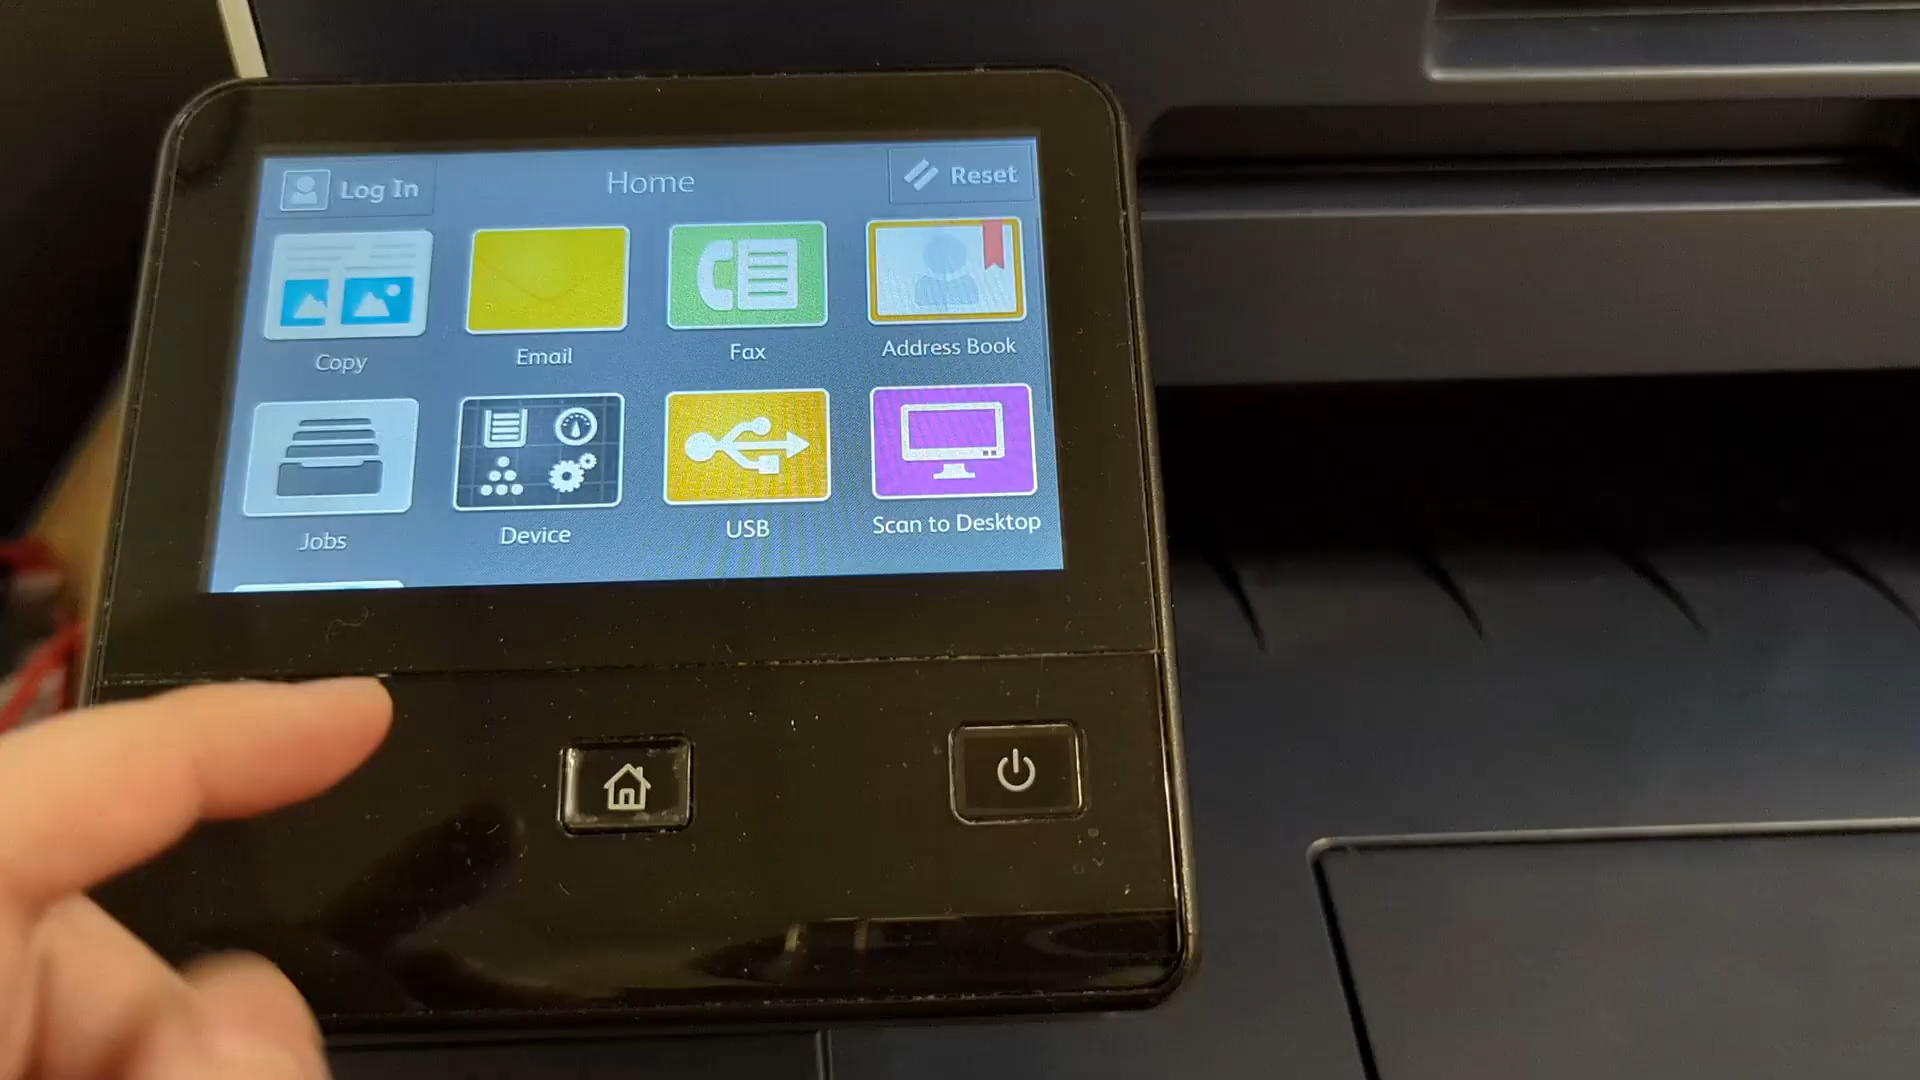 Log In
Home
Reset
Copy
Email
Fax
Address Book
Jobs
Device
USB
Scan to Desktop